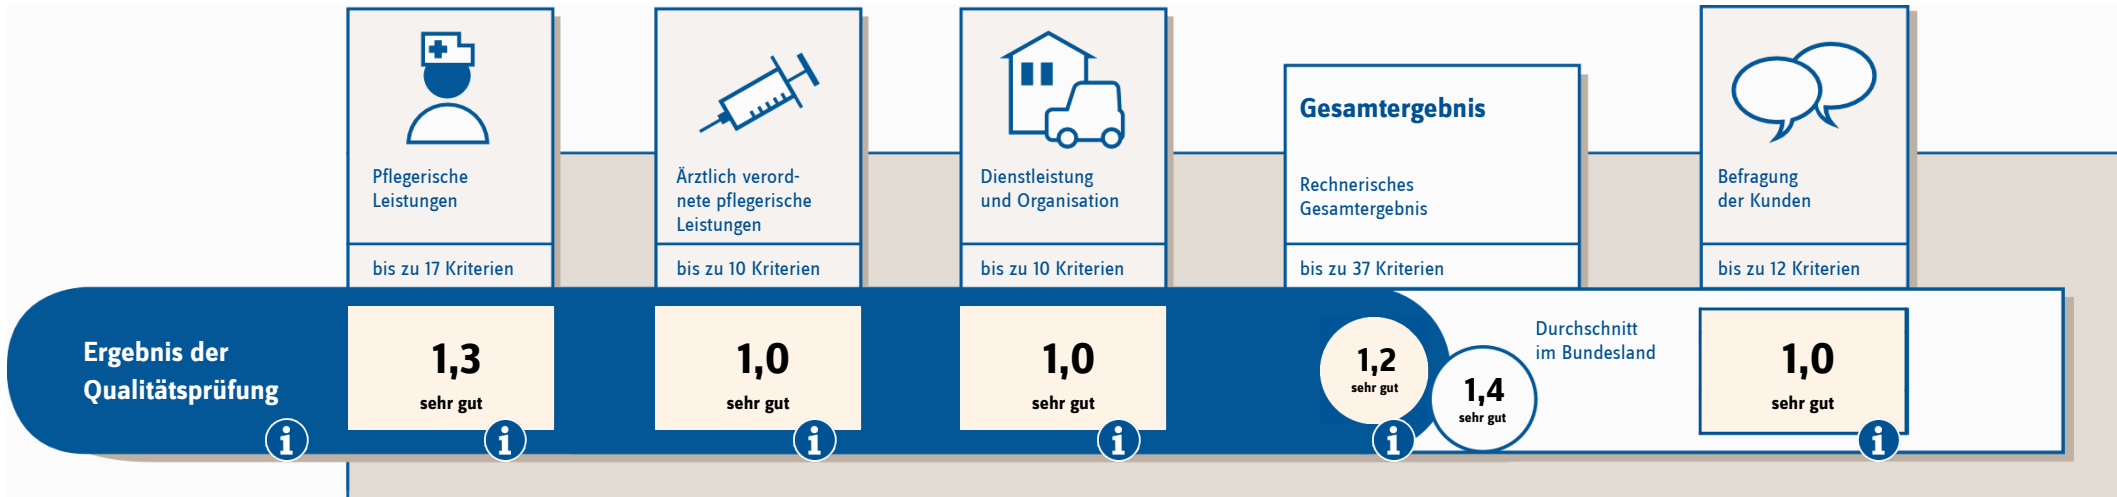 Pflegerische
Leistungen
bis zu 17 Kriterien
Ärztlich verord-
nete pflegerische
Leistungen
bis zu 10 Kriterien
Dienstleistung
und Organisation
bis zu 10 Kriterien
Gesamtergebnis
Rechnerisches
Gesamtergebnis
bis zu 37 Kriterien
Befragung
der Kunden
bis zu 12 Kriterien
Ergebnis der
Qualitätsprüfung
i
1,3
sehr gut
i
1,0
sehr gut
i
1,0
sehr gut
i
1,2
sehr gut
i
1,4
sehr gut
Durchschnitt
im Bundesland
1,0
sehr gut
i